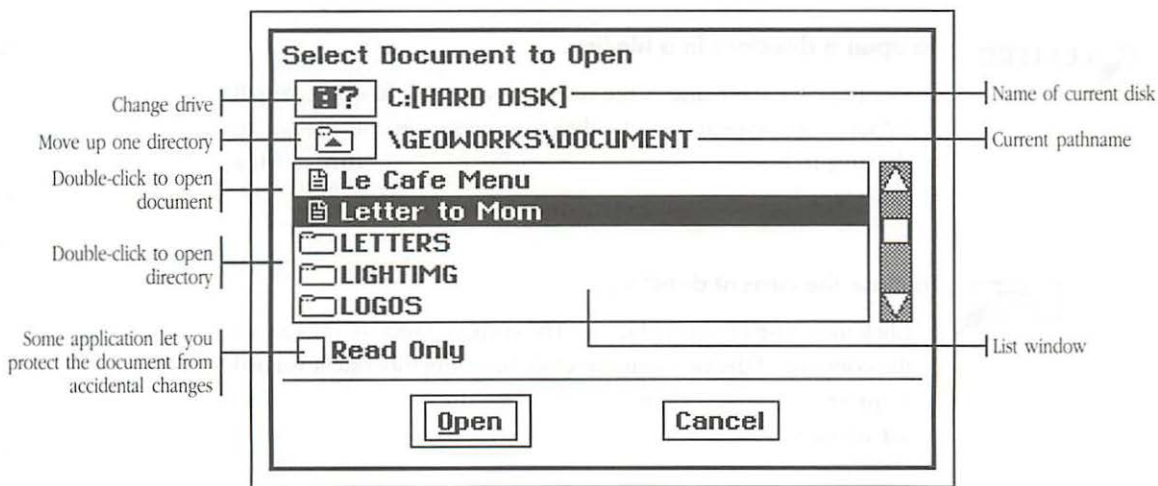 Select Document to Open
Change drive
?
C:[HARD DISK]
Name of current disk
Move up one directory
\GEOWORKS\DOCUMENT
Current pathname
Double-click to open
document
Le Cafe Menu
Letter to Mom
Double-click to open
directory
LETTERS
LIGHTIMG
LOGOS
Some application let you
protect the document from
accidental changes
Read Only
List window
Open
Cancel